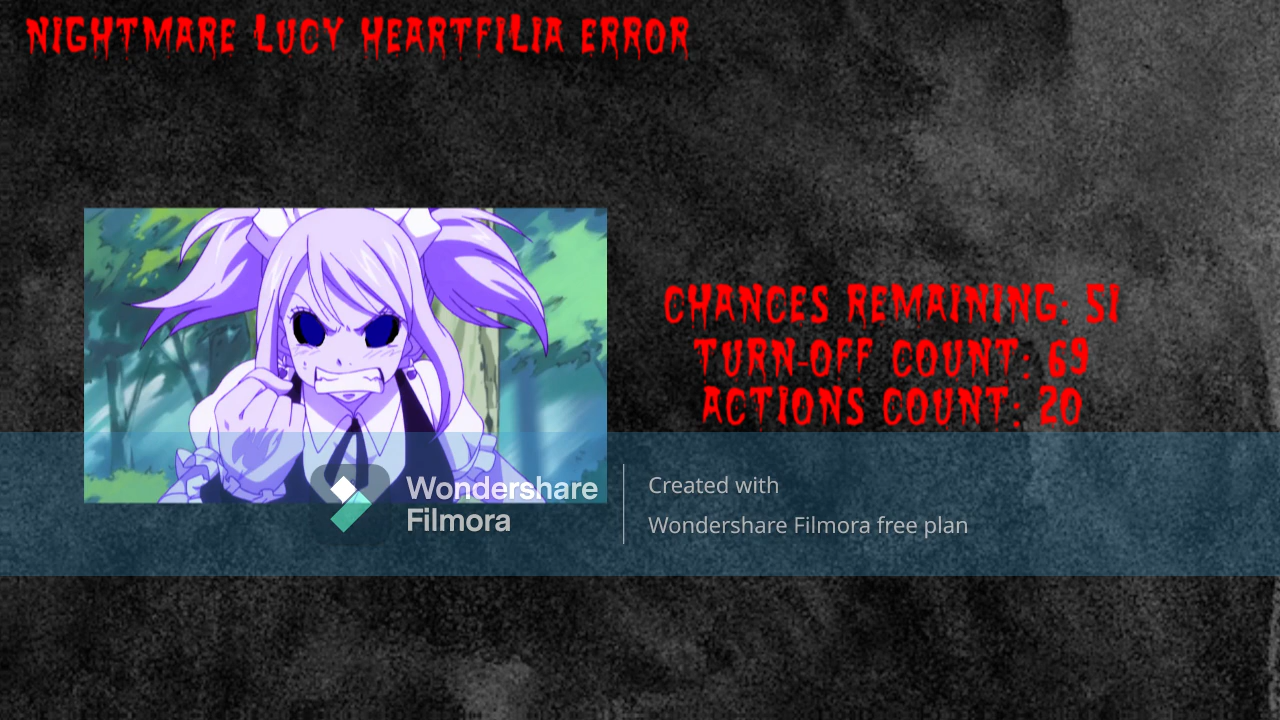 NIGHTMARE LUCY HEARTFILIA ERROR
CHANCES REMAINING: 51
TURN-OFF COUNT: 69
ACTIONS COUNT: 20
Wondershare
Filmora
Created with
Wondershare Filmora free plan